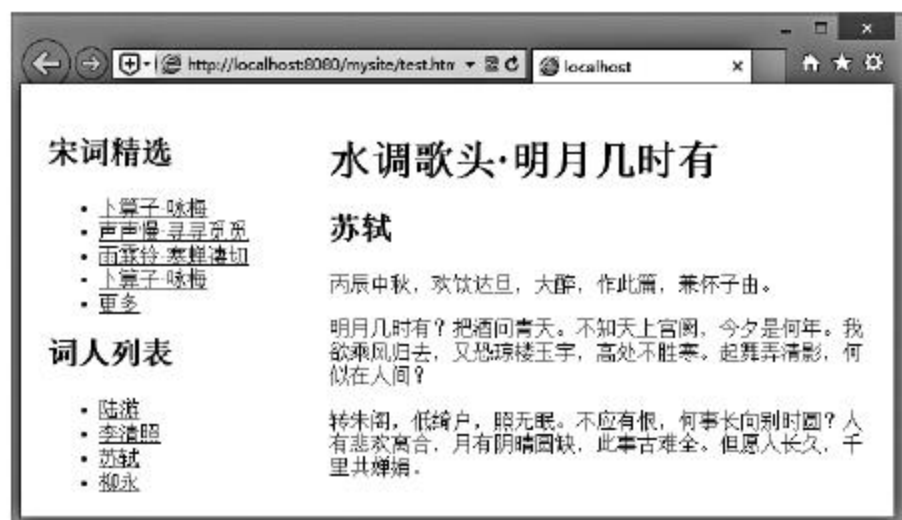 http://localhost:8080/mysite/test.htm
localhost
宋词精选
卜算子·咏梅
声声慢·寻寻觅觅
雨霖铃·寒蝉凄切
卜算子·咏梅
更多
词人列表
陆游
李清照
苏轼
柳永
水调歌头·明月几时有
苏轼
丙辰中秋，欢饮达旦，大醉，作此篇，兼怀子由。
明月几时有？把酒问青天。不知天上宫阙，今夕是何年。我
欲乘风归去，又恐琼楼玉宇，高处不胜寒。起舞弄清影，何
似在人间？
转朱阁，低绮户，照无眠。不应有恨，何事长向别时圆？人
有悲欢离合，月有阴晴圆缺，此事古难全。但愿人长久，千
里共婵娟.